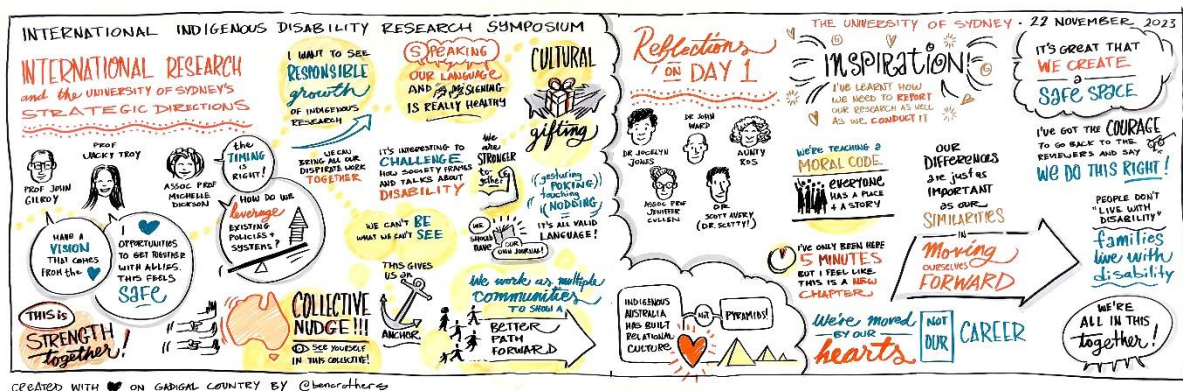 INTERNATIONAL INDIGENOUS DISABILITY RESEARCH SYMPOSIUM
THE UNIVERSITY OF SYDNEY · 22 NOVEMBER 2023
INTERNATIONAL RESEARCH
and the UNIVERSITY OF SYDNEY'S
STRATEGIC DIRECTIONS
PROF JOHN
GILROY
PROF
JACKY TROY
ASSOC PROF
MICHELLE
DICKSON
the
TIMING
IS
RIGHT!
HAVE A
VISION
THAT COMES
FROM the
I
OPPORTUNITIES
TO GET TOGETHER
WITH ALLIES.
THIS FEELS
SAFE
HOW DO WE
leverage
EXISTING
POLICIES +
SYSTEMS?
THIS IS
STRENGTH
together!
I WANT TO SEE
RESPONSIBLE
growth
OF INDIGENOUS
RESEARCH
WE CAN
BRING ALL OUR
DISPIRATE WORK
TOGETHER
COLLECTIVE
NUDGE!!!
SEE YOURSELF
IN THIS COLLECTIVE!
SPEAKING
OUR LANGUAGE
AND SIGNING
IS REALLY HEALTHY
IT'S INTERESTING TO
CHALLENGE
HOW SOCIETY FRAMES
AND TALKS ABOUT
DISABILITY
WE CAN'T BE
WHAT WE CAN'T SEE
THIS GIVES
US AN
ANCHOR.
We are
STRONGER
together
WE
SHOULD
HAVE
OUR
OWN JOURNAL!
CULTURAL
gifting
gesturing
POKING
touching
NODDING
=
IT'S ALL VALID
LANGUAGE!
We work as multiple
communities
TO SHOW A
BETTER
PATH
FORWARD
Reflections
ON DAY 1
DR JOCELYN
JONES
DR JOHN
WARD
AUNTY
ROS
ASSOC PROF
JENIFFER
CULLEN
DR
SCOTT AVERY
(DR SCOTTY!)
INDIGENOUS
AUSTRALIA
HAS BUILT
RELATIONAL
CULTURE
NOT
PYRAMIDS!
INSPIRATION!
I'VE LEARNT HOW
WE NEED TO REPORT
OUR RESEARCH AS WELL
AS WE CONDUCT IT
We're TEACHING a
MORAL CODE.
EVERYONE
HAS A PLACE
+ A STORY
I'VE ONLY BEEN HERE
5 MINUTES
BUT I FEEL LIKE
THIS IS A NEW
CHAPTER
We're MOVED
BY OUR
hearts
NOT
OUR
CAREER
OUR
DIFFERENCES
are just as
IMPORTANT
as OUR
SIMILARITIES
IN
Moving
OURSELVES
FORWARD
IT'S GREAT THAT
WE CREATE
a
SAFE SPACE
I'VE GOT THE COURAGE
TO GO BACK TO THE
REVIEWERS AND SAY
WE DO THIS RIGHT!
PEOPLE DON'T
"LIVE WITH
DISABILITY"
families
live with
disability
WE'RE
ALL IN THIS
together!
CREATED WITH ON GADIGAL COUNTRY BY @bencrothers